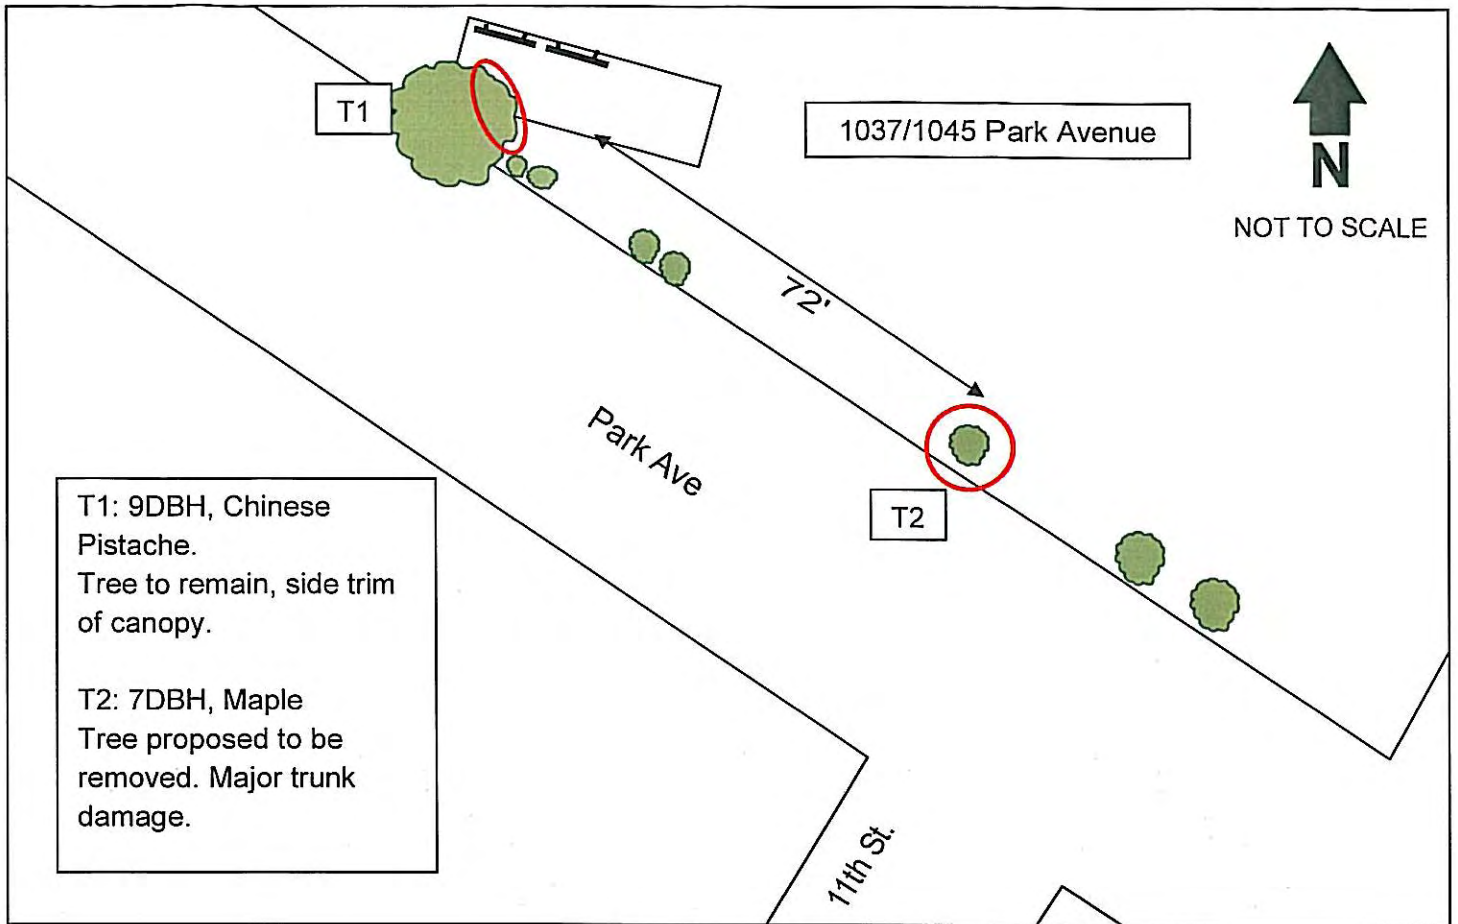 T1
1037/1045 Park Avenue
N
NOT TO SCALE
72'
Park Ave
T2
T1: 9DBH, Chinese
Pistache.
Tree to remain, side trim
of canopy.
T2: 7DBH, Maple
Tree proposed to be
removed. Major trunk
damage.
11th St.